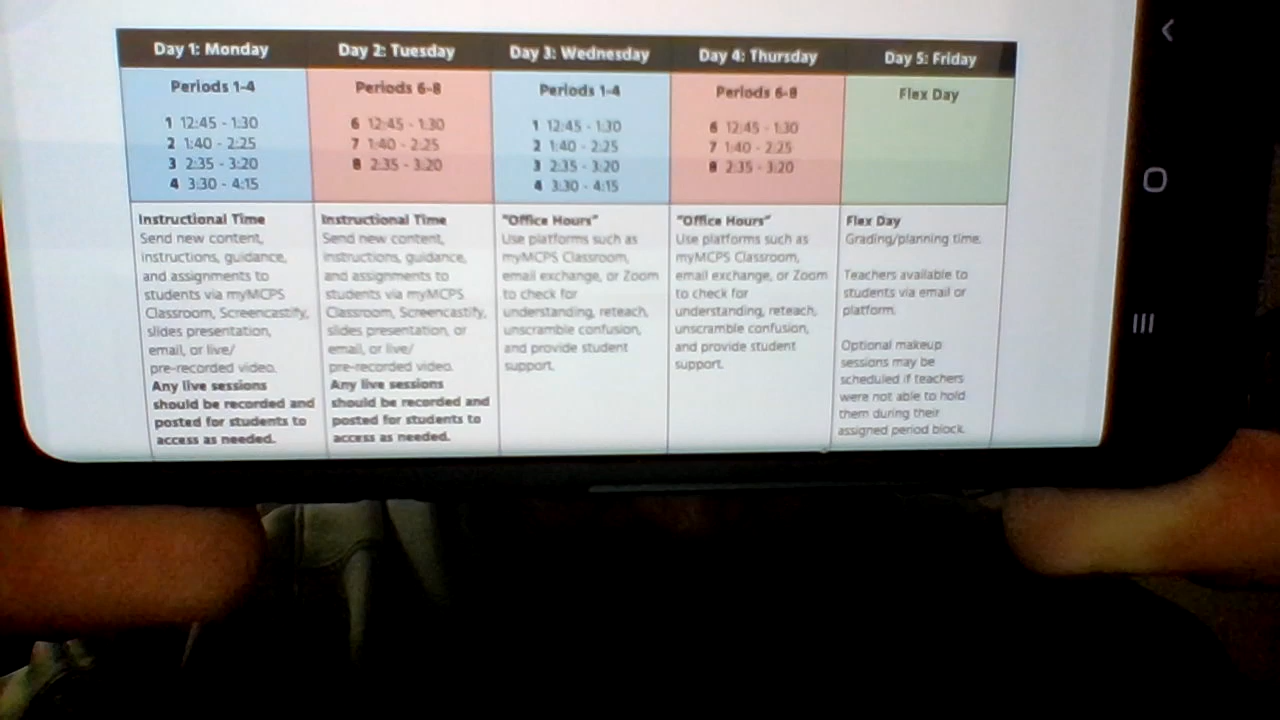 Day 1: Monday
Periods 1-4
1 12:45 - 1:30
2 1:40 - 2:25
3 2:35 - 3:20
4 3:30 - 4:15
Instructional Time
Send new content,
instructions, guidance,
and assignments to
students via myMCPS
Classroom, Screencastify,
slides presentation,
email, or live/
pre-recorded video.
Any live sessions
should be recorded and
posted for students to
access as needed.
Day 2: Tuesday
Periods 6-8
6 12:45 - 1:30
7 1:40 - 2:25
8 2:35 - 3:20
Instructional Time
Send new content,
instructions, guidance,
and assignments to
students via myMCPS
Classroom, Screencastify,
slides presentation, or
email, or live/
pre-recorded video.
Any live sessions
should be recorded and
posted for students to
access as needed.
Day 3: Wednesday
Periods 1-4
1 12:45 - 1:30
2 1:40 - 2:25
3 2:35 - 3:20
4 3:30 - 4:15
"Office Hours"
Use platforms such as
myMCPS Classroom,
email exchange, or Zoom
to check for
understanding, reteach,
unscramble confusion,
and provide student
support.
Day 4: Thursday
Periods 6-8
6 12:45 - 1:30
7 1:40 - 2:25
8 2:35 - 3:20
"Office Hours"
Use platforms such as
myMCPS Classroom,
email exchange, or Zoom
to check for
understanding, reteach,
unscramble confusion,
and provide student
support.
Day 5: Friday
Flex Day
Flex Day
Grading/planning time.
Teachers available to
students via email or
platform.
Optional makeup
sessions may be
scheduled if teachers
were not able to hold
them during their
assigned period block.